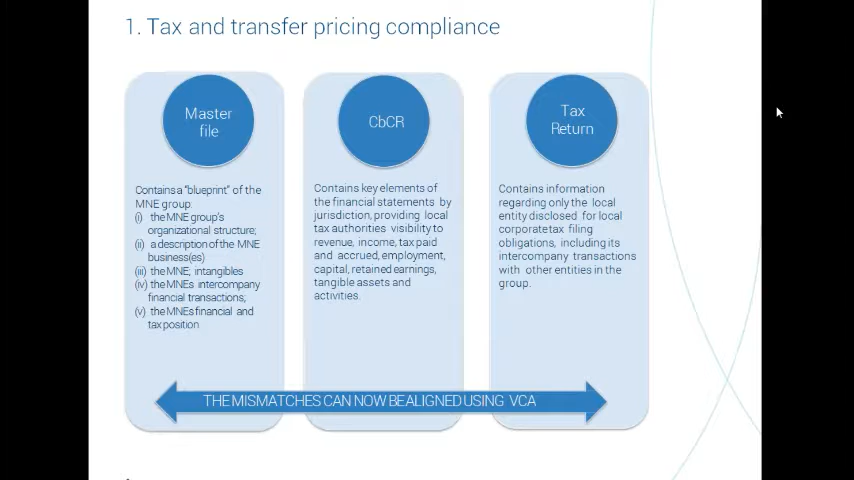 1. Tax and transfer pricing compliance
Master
file
Contains a "blueprint" of the
MNE group:
(i) the MNE group's
organizational structure;
(ii) a description of the MNE
business(es)
(iii) the MNE; intangibles
(iv) the MNEs intercompany
financial transactions;
(v) the MNEs financial and
tax position
CbCR
Contains key elements of
the financial statements by
jurisdiction, providing local
tax authorities visibility to
revenue, income, tax paid
and accrued, employment,
capital, retained earnings,
tangible assets and
activities.
Tax
Return
Contains information
regarding only the local
entity disclosed for local
corporate tax filing
obligations, including its
intercompany transactions
with other entities in the
group.
THE MISMATCHES CAN NOW BE ALIGNED USING VCA